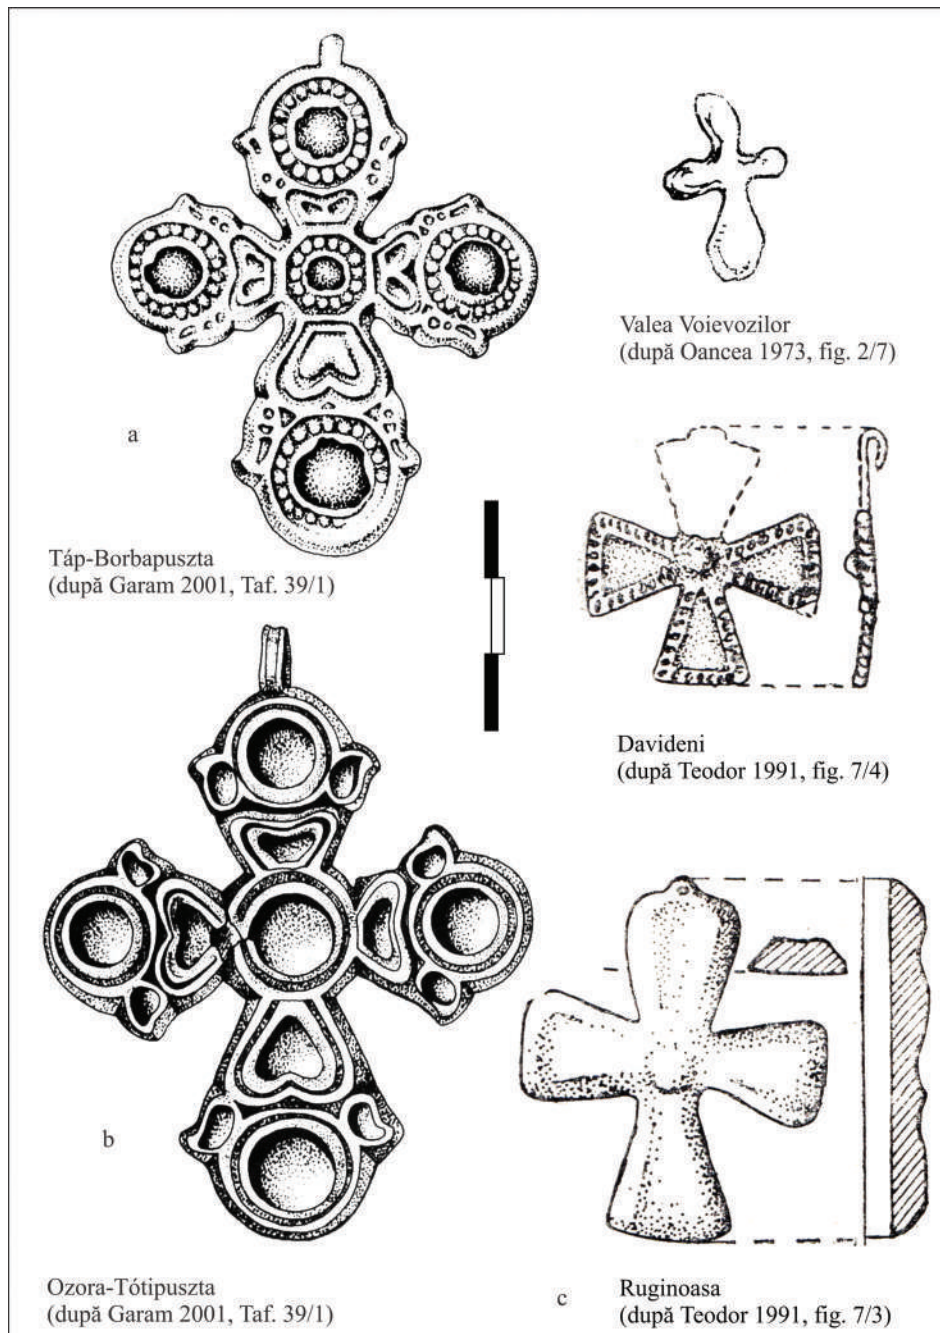 Valea Voievozilor
(după Oancea 1973, fig. 2/7)
a
Táp-Borbapuszta
(după Garam 2001, Taf. 39/1)
Davideni
(după Teodor 1991, fig. 7/4)
b
Ozora-Tótipuszta
(după Garam 2001, Taf. 39/1)
c
Ruginoasa
(după Teodor 1991, fig. 7/3)